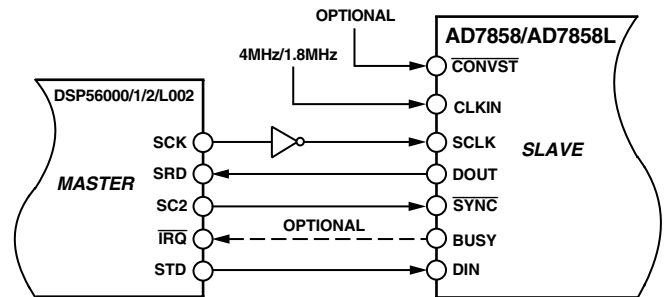 OPTIONAL
AD7858/AD7858L
4MHz/1.8MHz
CONVST
DSP56000/1/2/L002
CLKIN
SCK
SCLK
SLAVE
MASTER
SRD
DOUT
SC2
SYNC
OPTIONAL
IRQ
BUSY
STD
DIN